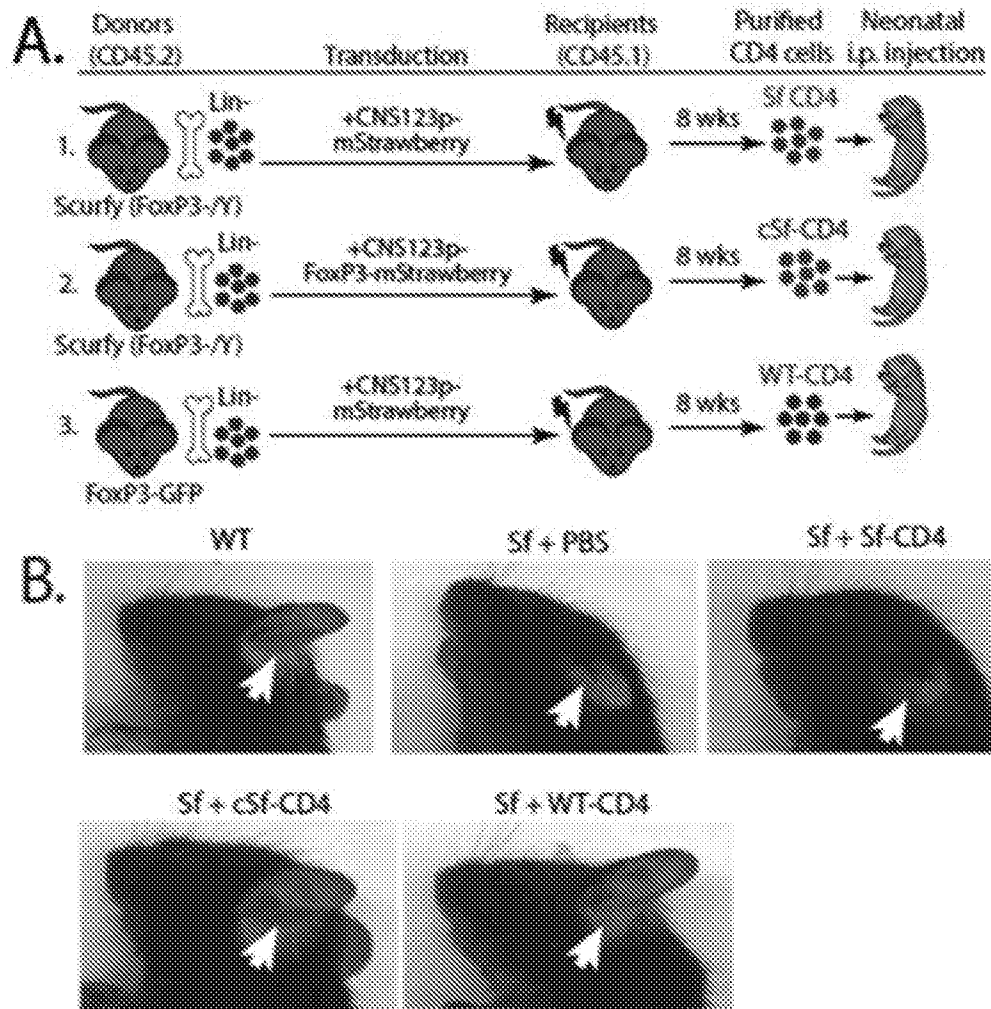 A.
Donors (CD45.2)
Transduction
Recipients (CD45.1)
Purified CD4 cells
Neonatal i.p. injection
1.
Lin-
+CNS123p-
mStrawberry
8 wks
Sf CD4
Scurfy (FoxP3-/Y)
2.
Lin-
+CNS123p-
FoxP3-mStrawberry
8 wks
cSf-CD4
Scurfy (FoxP3-/Y)
3.
Lin-
+CNS123p-
mStrawberry
8 wks
WT-CD4
FoxP3-GFP
B.
WT
Sf + PBS
Sf + Sf-CD4
Sf + cSf-CD4
Sf + WT-CD4